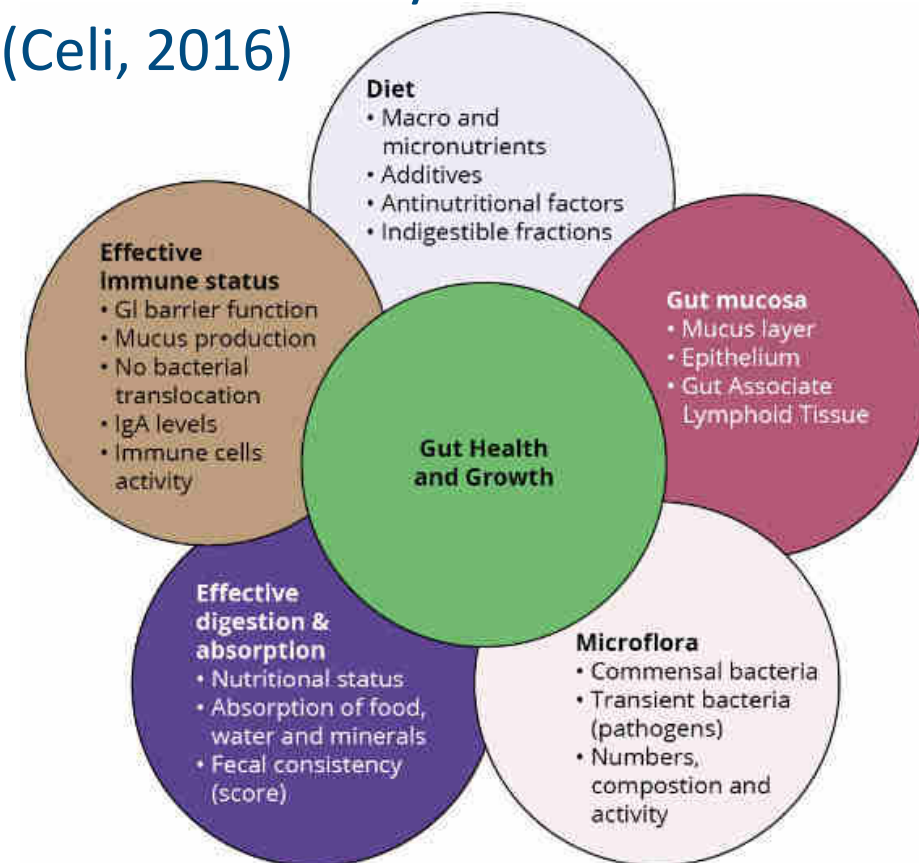 (Celi, 2016)
Diet
• Macro and
micronutrients
• Additives
• Antinutritional factors
• Indigestible fractions
Effective
immune status
• GI barrier function
• Mucus production
• No bacterial
translocation
• IgA levels
• Immune cells
activity
Gut mucosa
• Mucus layer
• Epithelium
• Gut Associate
Lymphoid Tissue
Gut Health
and Growth
Effective
digestion &
absorption
• Nutritional status
• Absorption of food,
water and minerals
• Fecal consistency
(score)
Microflora
• Commensal bacteria
• Transient bacteria
(pathogens)
• Numbers,
compostion and
activity